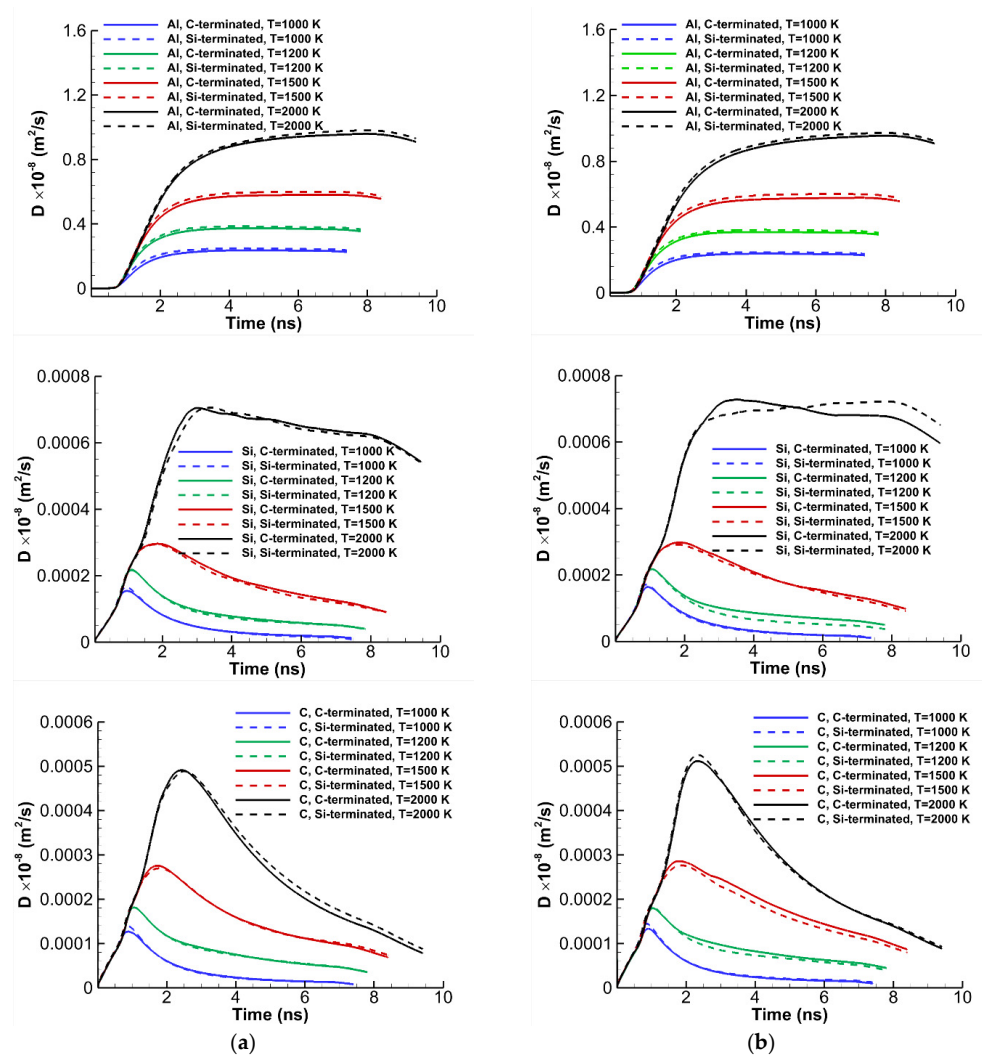 Al, C-terminated, T=1000 K
Al, Si-terminated, T=1000 K
Al, C-terminated, T=1200 K
Al, Si-terminated, T=1200 K
Al, C-terminated, T=1500 K
Al, Si-terminated, T=1500 K
Al, C-terminated, T=2000 K
Al, Si-terminated, T=2000 K
1.6
1.2
0.8
0.4
0
D ×10⁻⁸ (m²/s)
0 2 4 6 8 10
Time (ns)
Al, C-terminated, T=1000 K
Al, Si-terminated, T=1000 K
Al, C-terminated, T=1200 K
Al, Si-terminated, T=1200 K
Al, C-terminated, T=1500 K
Al, Si-terminated, T=1500 K
Al, C-terminated, T=2000 K
Al, Si-terminated, T=2000 K
1.6
1.2
0.8
0.4
0
D ×10⁻⁸ (m²/s)
2 4 6 8 10
Time (ns)
0.0008
0.0006
0.0004
0.0002
0
D ×10⁻⁸ (m²/s)
Si, C-terminated, T=1000 K
Si, Si-terminated, T=1000 K
Si, C-terminated, T=1200 K
Si, Si-terminated, T=1200 K
Si, C-terminated, T=1500 K
Si, Si-terminated, T=1500 K
Si, C-terminated, T=2000 K
Si, Si-terminated, T=2000 K
0 2 4 6 8 10
Time (ns)
0.0008
0.0006
0.0004
0.0002
0
D ×10⁻⁸ (m²/s)
Si, C-terminated, T=1000 K
Si, Si-terminated, T=1000 K
Si, C-terminated, T=1200 K
Si, Si-terminated, T=1200 K
Si, C-terminated, T=1500 K
Si, Si-terminated, T=1500 K
Si, C-terminated, T=2000 K
Si, Si-terminated, T=2000 K
0 2 4 6 8 10
Time (ns)
0.0006
0.0005
0.0004
0.0003
0.0002
0.0001
0
D ×10⁻⁸ (m²/s)
C, C-terminated, T=1000 K
C, Si-terminated, T=1000 K
C, C-terminated, T=1200 K
C, Si-terminated, T=1200 K
C, C-terminated, T=1500 K
C, Si-terminated, T=1500 K
C, C-terminated, T=2000 K
C, Si-terminated, T=2000 K
0 2 4 6 8 10
Time (ns)
0.0006
0.0005
0.0004
0.0003
0.0002
0.0001
0
D ×10⁻⁸ (m²/s)
C, C-terminated, T=1000 K
C, Si-terminated, T=1000 K
C, C-terminated, T=1200 K
C, Si-terminated, T=1200 K
C, C-terminated, T=1500 K
C, Si-terminated, T=1500 K
C, C-terminated, T=2000 K
C, Si-terminated, T=2000 K
0 2 4 6 8 10
Time (ns)
(a)
(b)